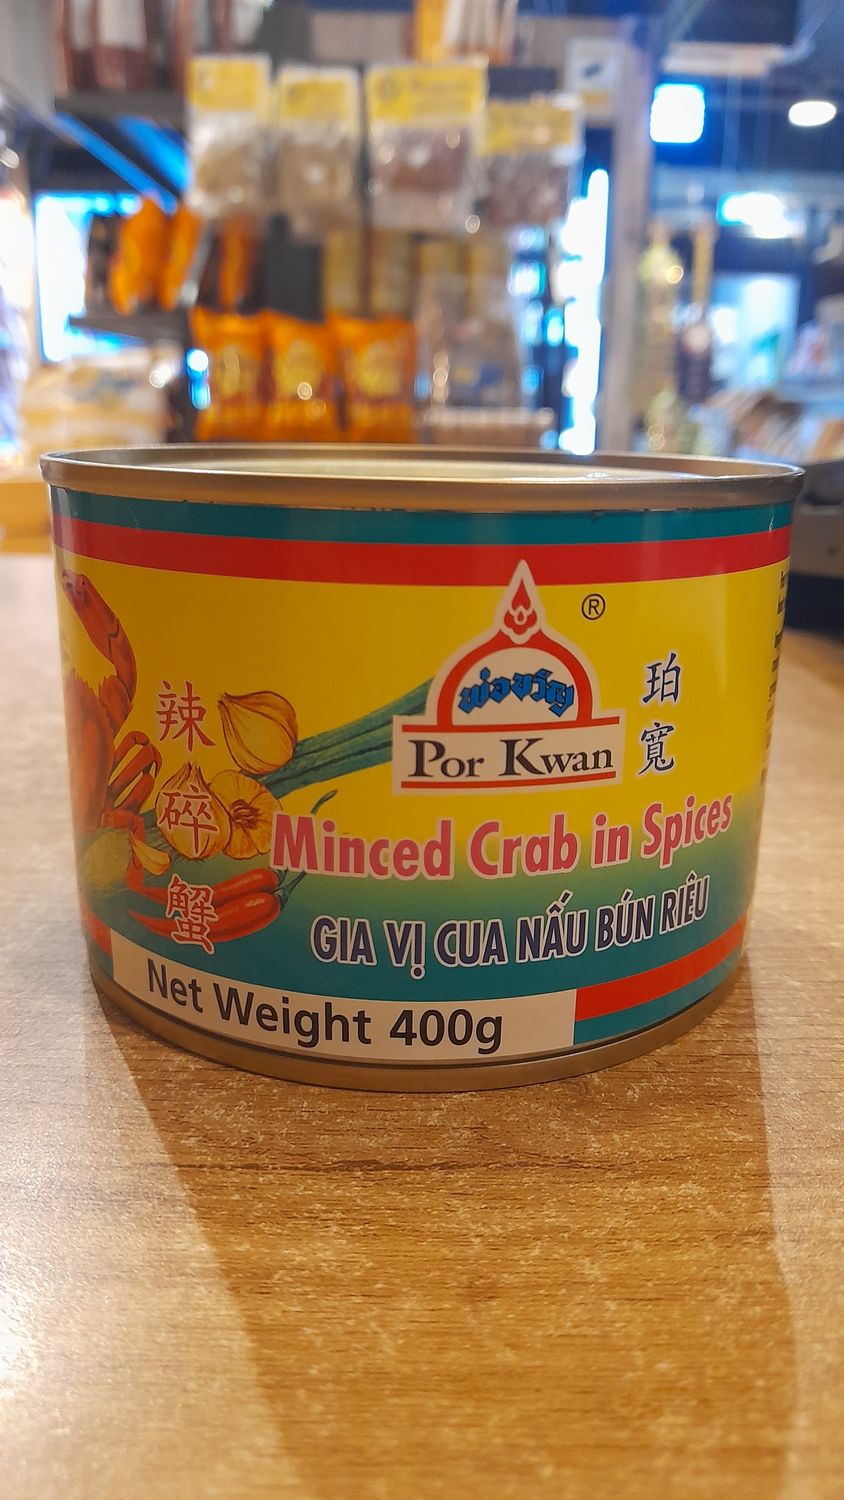 ®
พ่อขวัญ
Por Kwan
珀寬
辣碎蟹
Minced Crab in Spices
GIA VỊ CUA NẤU BÚN RIÊU
Net Weight 400g